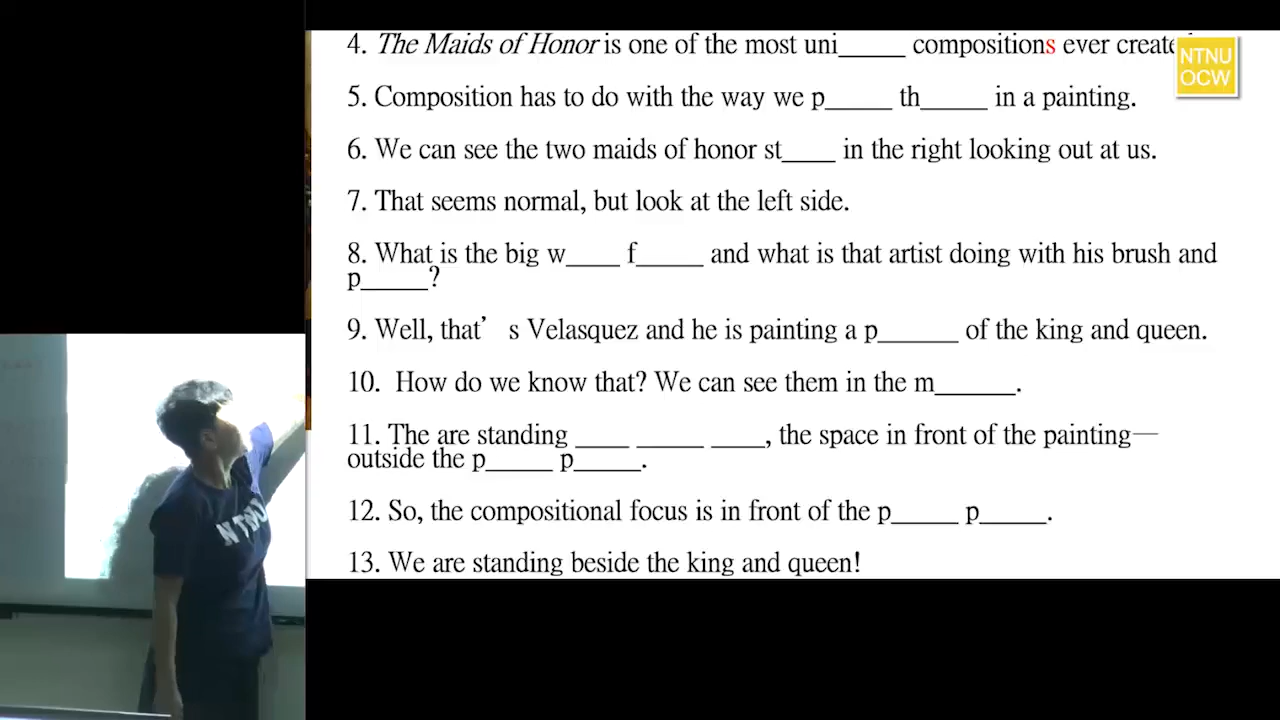 4. The Maids of Honor is one of the most uni_____ compositions ever create
NTNU
OCW
5. Composition has to do with the way we p_____ th_____ in a painting.
6. We can see the two maids of honor st____ in the right looking out at us.
7. That seems normal, but look at the left side.
8. What is the big w____ f_____ and what is that artist doing with his brush and
p_____?
9. Well, that’ s Velasquez and he is painting a p______ of the king and queen.
10. How do we know that? We can see them in the m______.
11. The are standing ____ _____ ____, the space in front of the painting—
outside the p_____ p_____.
12. So, the compositional focus is in front of the p_____ p_____.
13. We are standing beside the king and queen!
NTNU